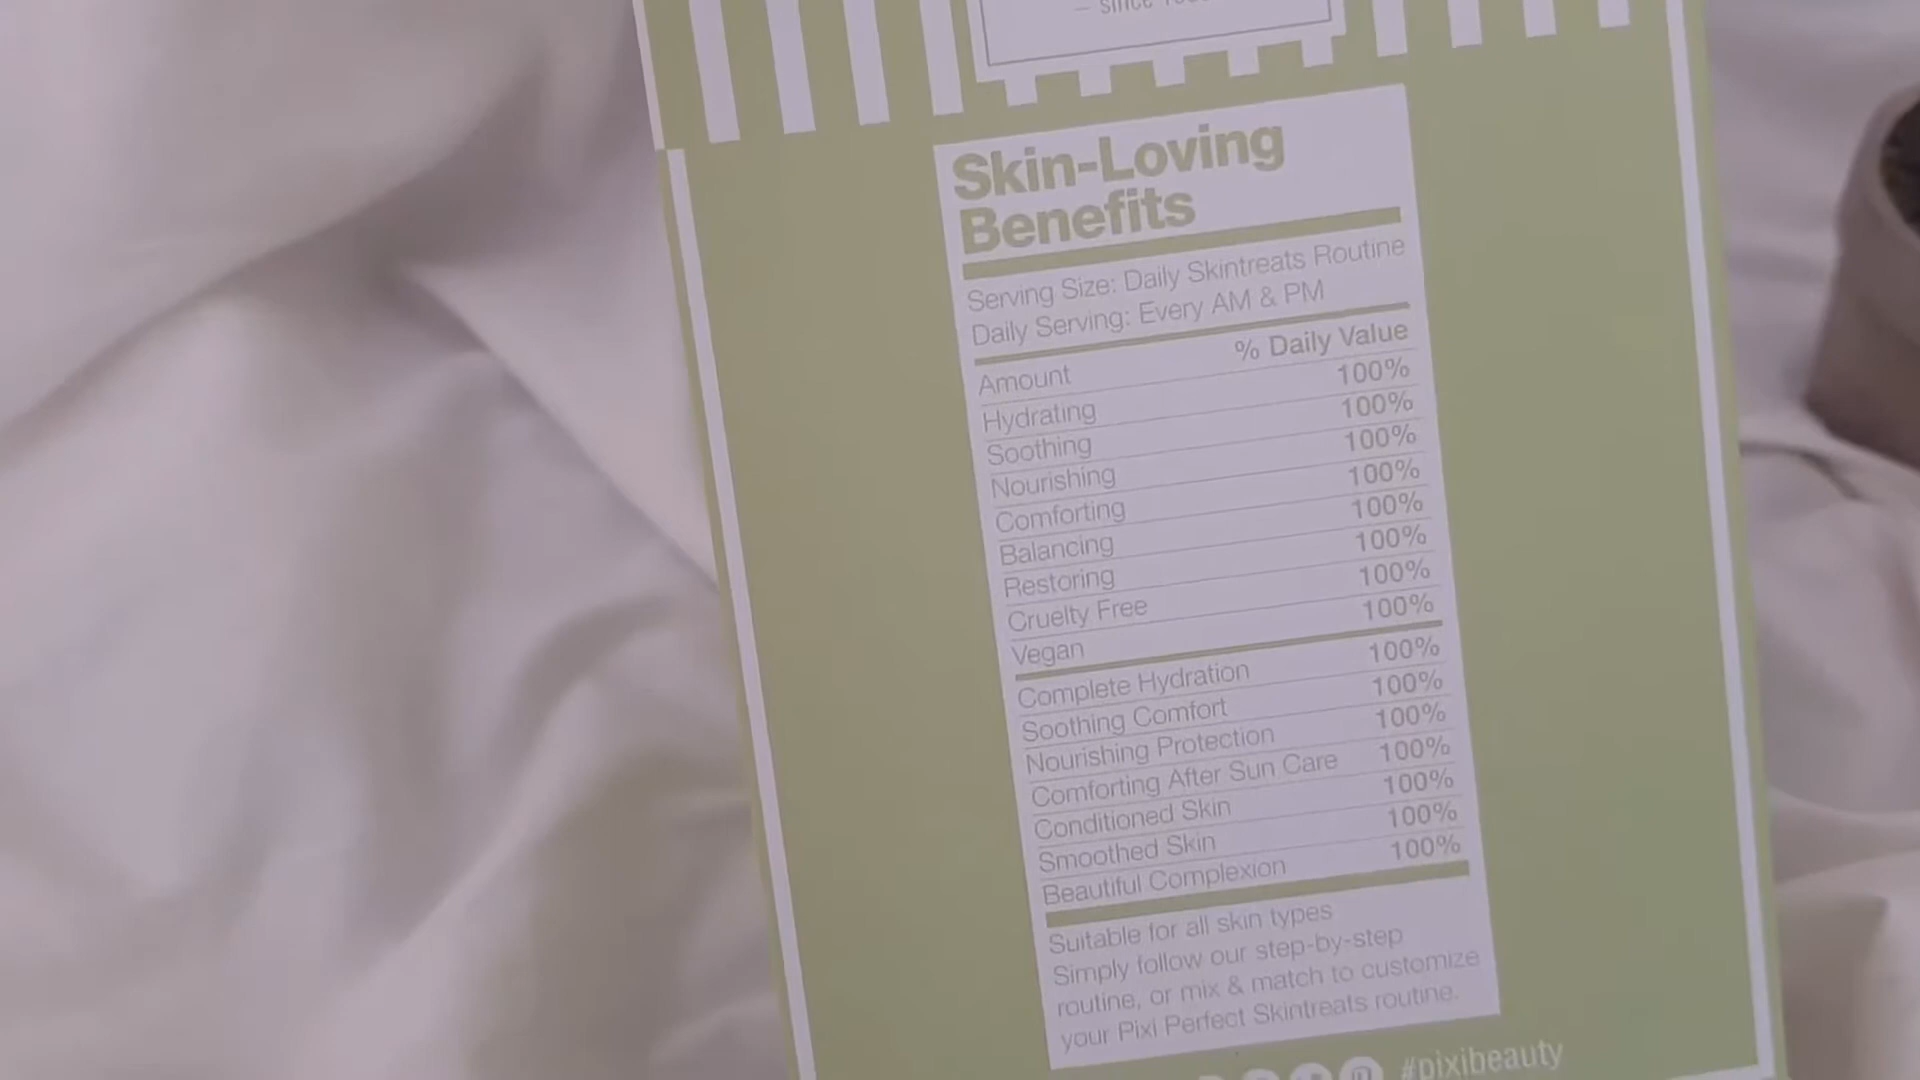 since
Skin-Loving
Benefits
Serving Size: Daily Skintreats Routine
Daily Serving: Every AM & PM
Amount % Daily Value
Hydrating 100%
Soothing 100%
Nourishing 100%
Comforting 100%
Balancing 100%
Restoring 100%
Cruelty Free 100%
Vegan 100%
Complete Hydration 100%
Soothing Comfort 100%
Nourishing Protection 100%
Comforting After Sun Care 100%
Conditioned Skin 100%
Smoothed Skin 100%
Beautiful Complexion 100%
Suitable for all skin types
Simply follow our step-by-step
routine, or mix & match to customize
your Pixi Perfect Skintreats routine.
#pixibeauty